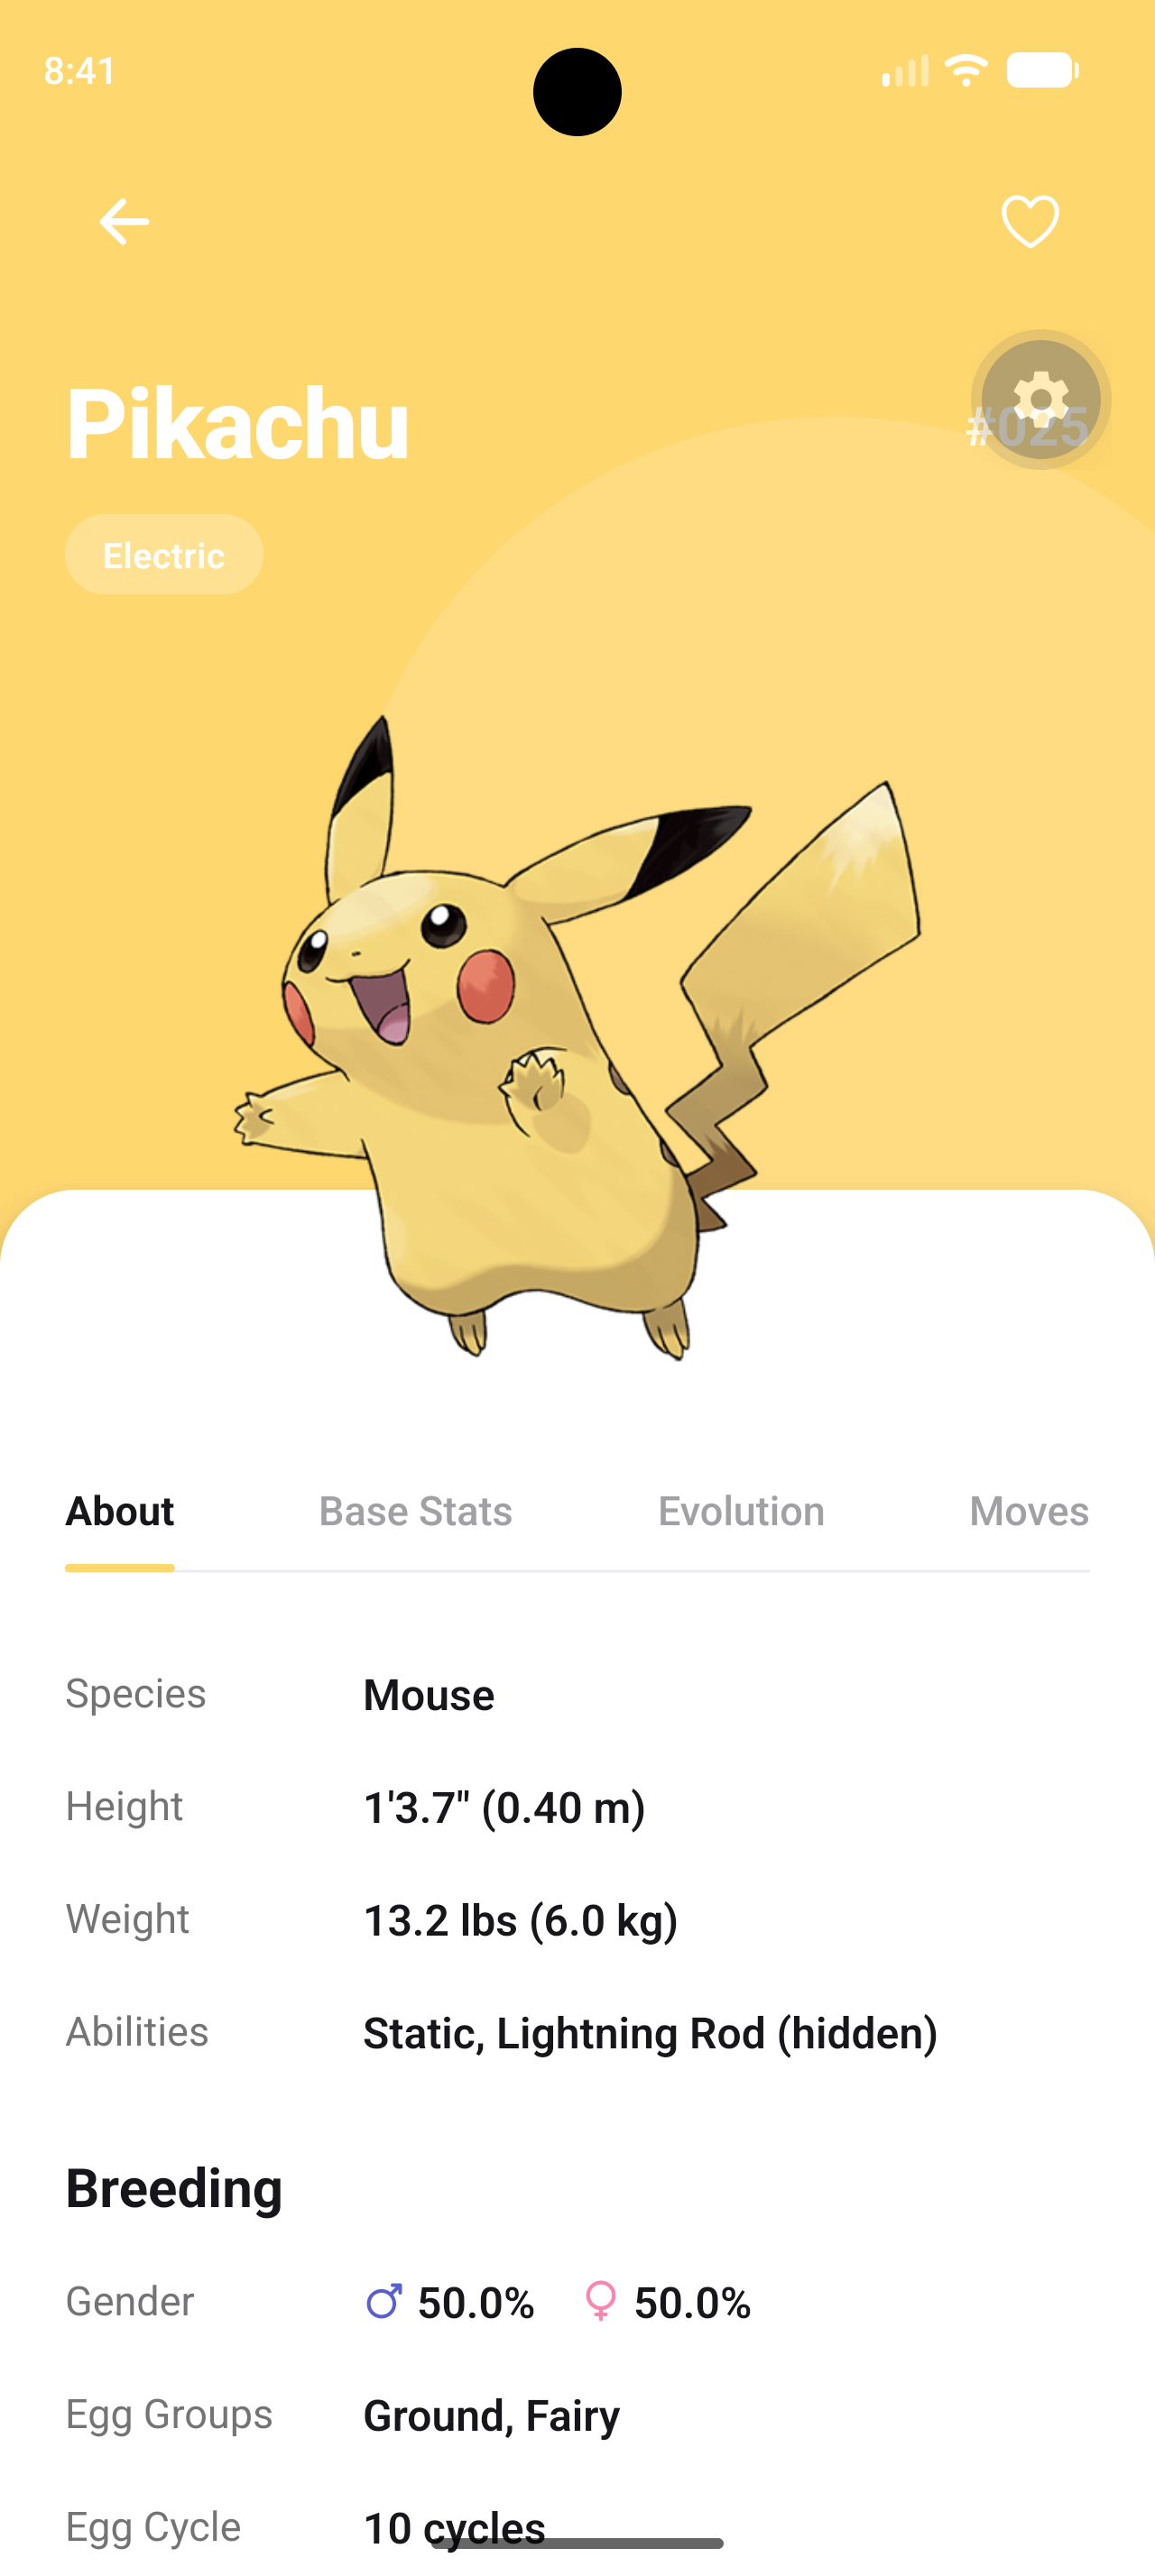 8:41
Pikachu
#025
Electric
About Base Stats Evolution Moves
Species Mouse
Height 1'3.7" (0.40 m)
Weight 13.2 lbs (6.0 kg)
Abilities Static, Lightning Rod (hidden)
Breeding
Gender ♂ 50.0% ♀ 50.0%
Egg Groups Ground, Fairy
Egg Cycle 10 cycles